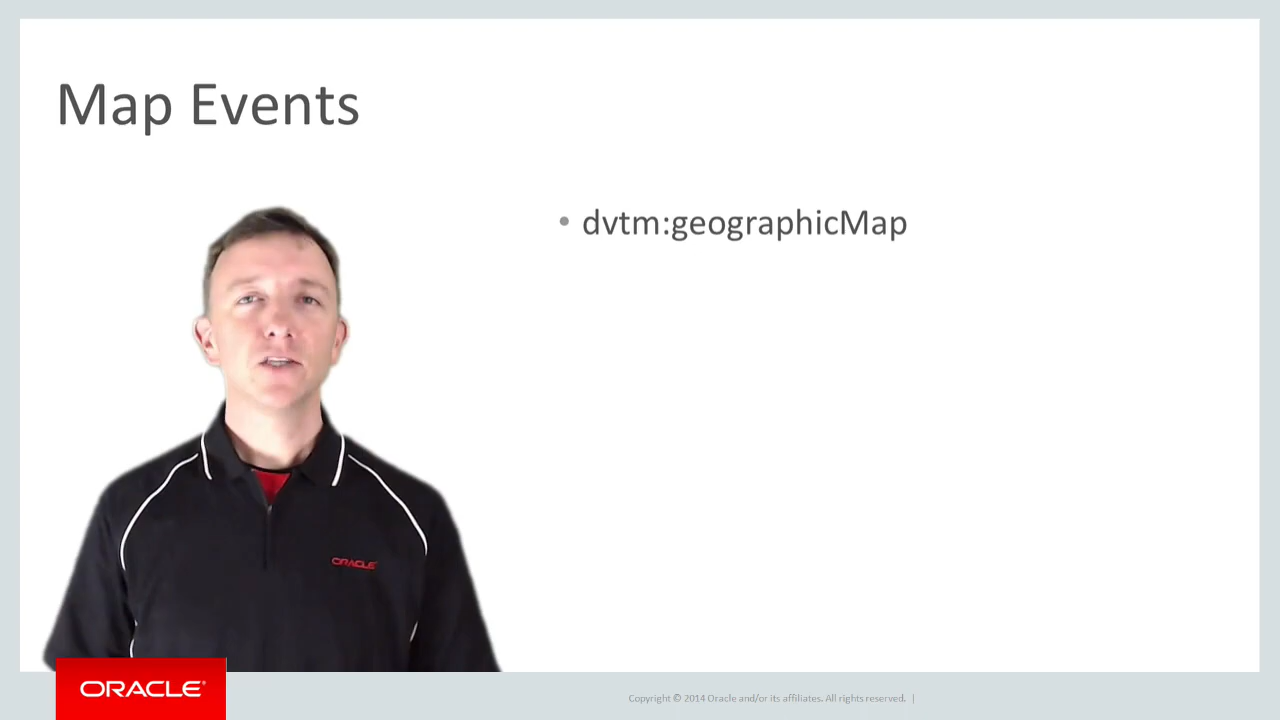 Map Events
• dvtm:geographicMap
ORACLE
ORACLE®
Copyright © 2014 Oracle and/or its affiliates. All rights reserved. |